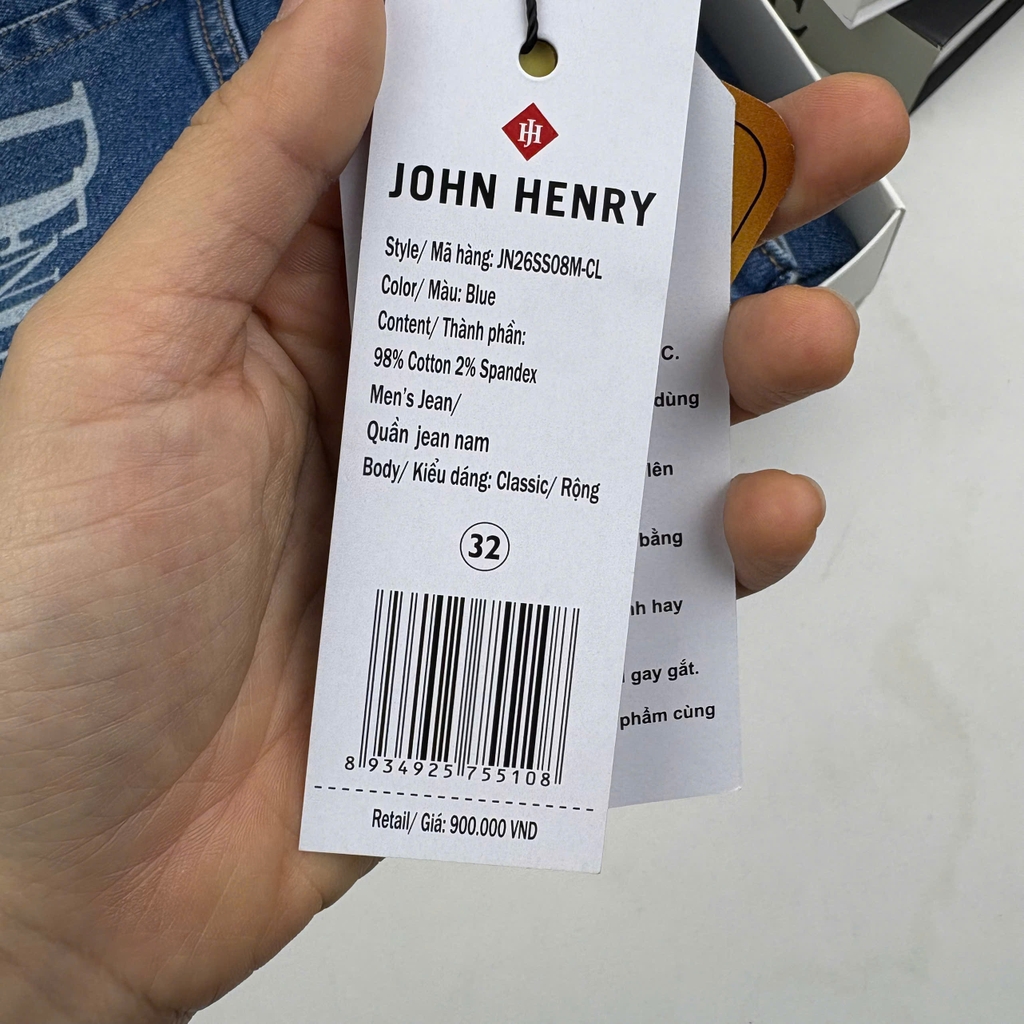 JH
JOHN HENRY
Style/ Mã hàng: JN26SS08M-CL
Color/ Màu: Blue
Content/ Thành phần:
98% Cotton 2% Spandex
Men's Jean/
Quần jean nam
Body/ Kiểu dáng: Classic/ Rộng
32
8 934925 755108
Retail/ Giá: 900.000 VND
C.
dùng
lên
bằng
hay
gay gắt.
phẩm cùng